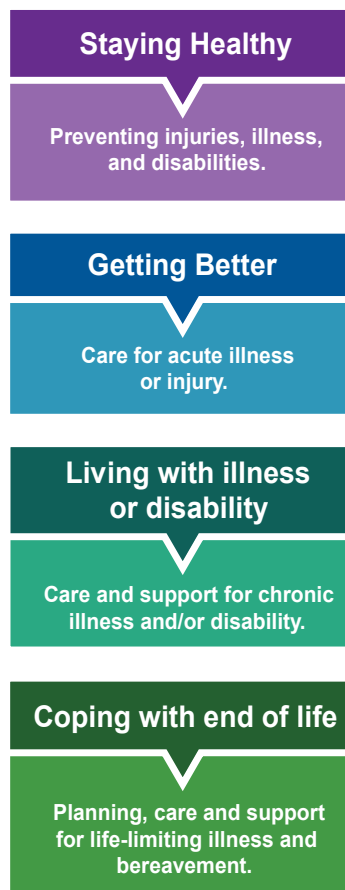 Staying Healthy
Preventing injuries, illness,
and disabilities.
Getting Better
Care for acute illness
or injury.
Living with illness
or disability
Care and support for chronic
illness and/or disability.
Coping with end of life
Planning, care and support
for life-limiting illness and
bereavement.